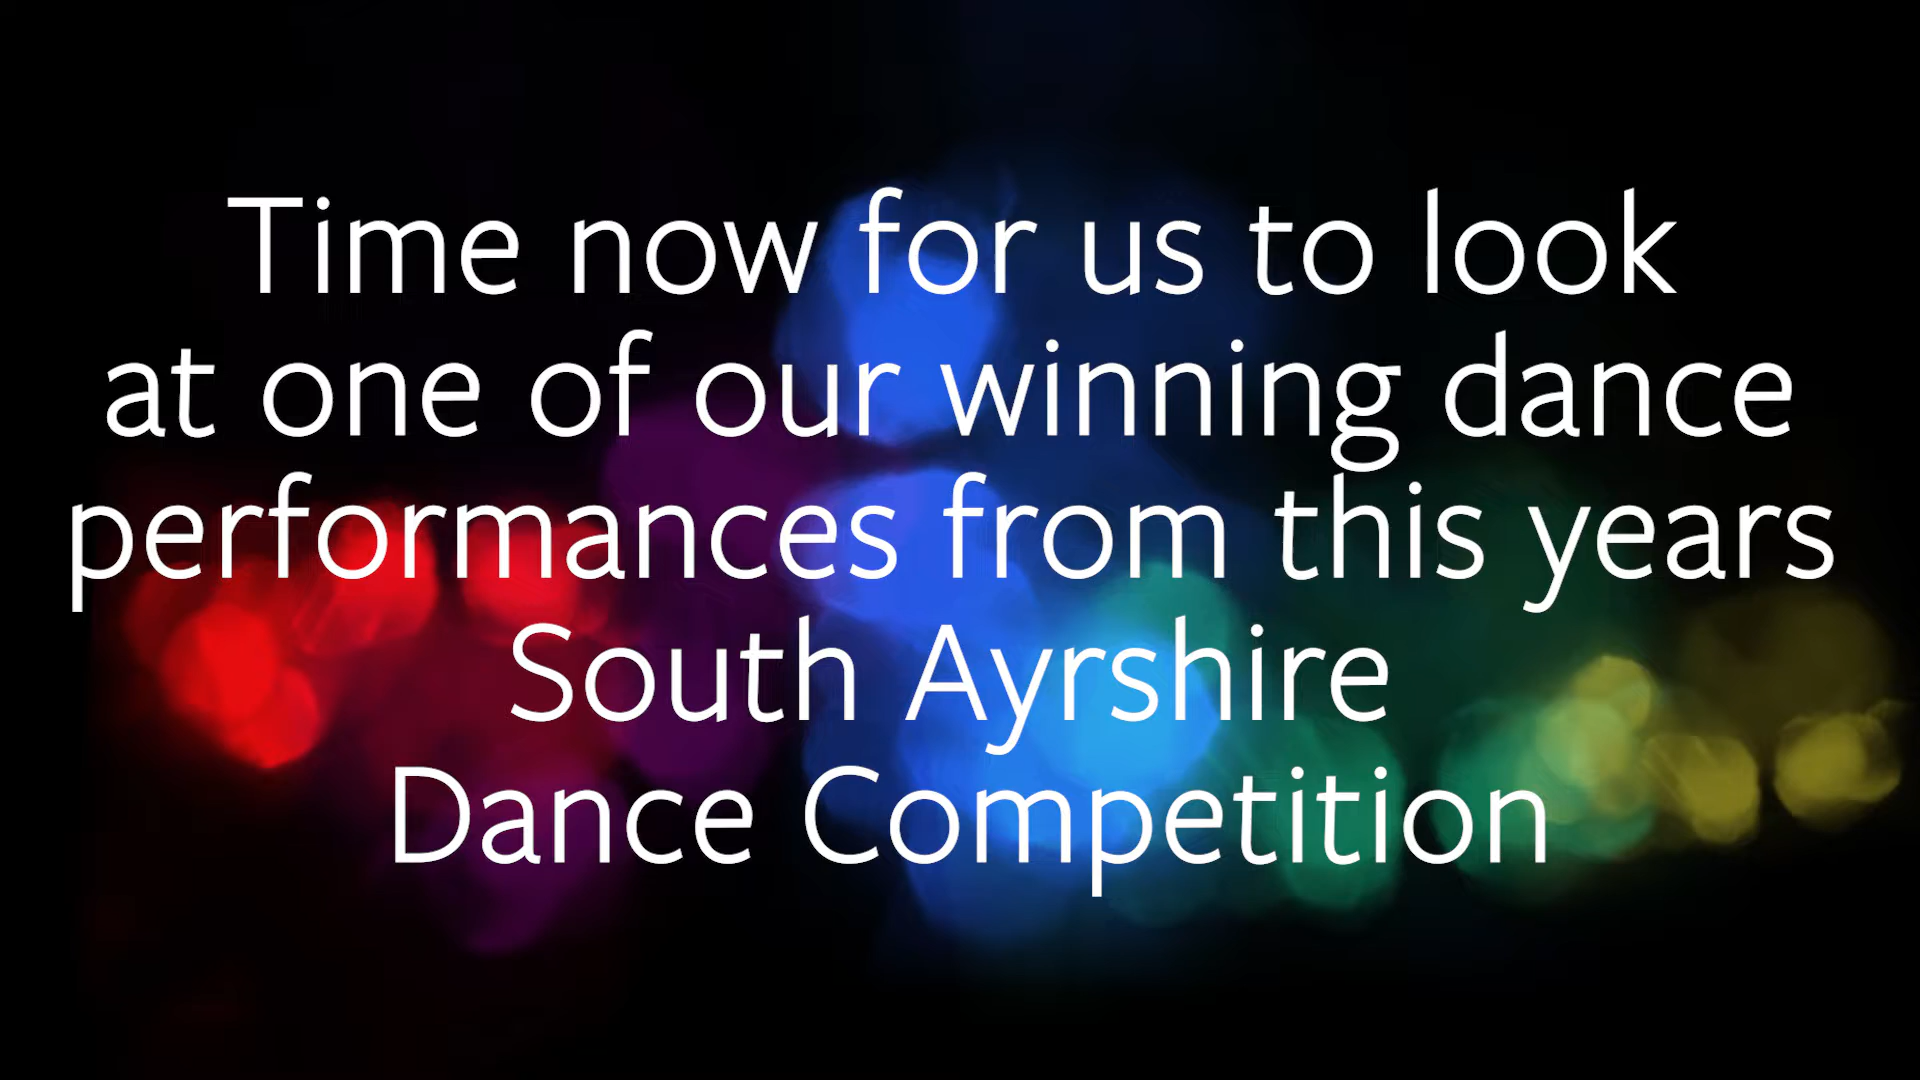 Time now for us to look
at one of our winning dance
performances from this years
South Ayrshire
Dance Competition